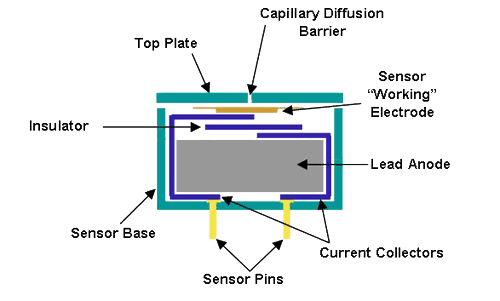 Capillary Diffusion
Barrier
Top Plate
Sensor
“Working”
Electrode
Insulator
Lead Anode
Sensor Base
Current Collectors
Sensor Pins